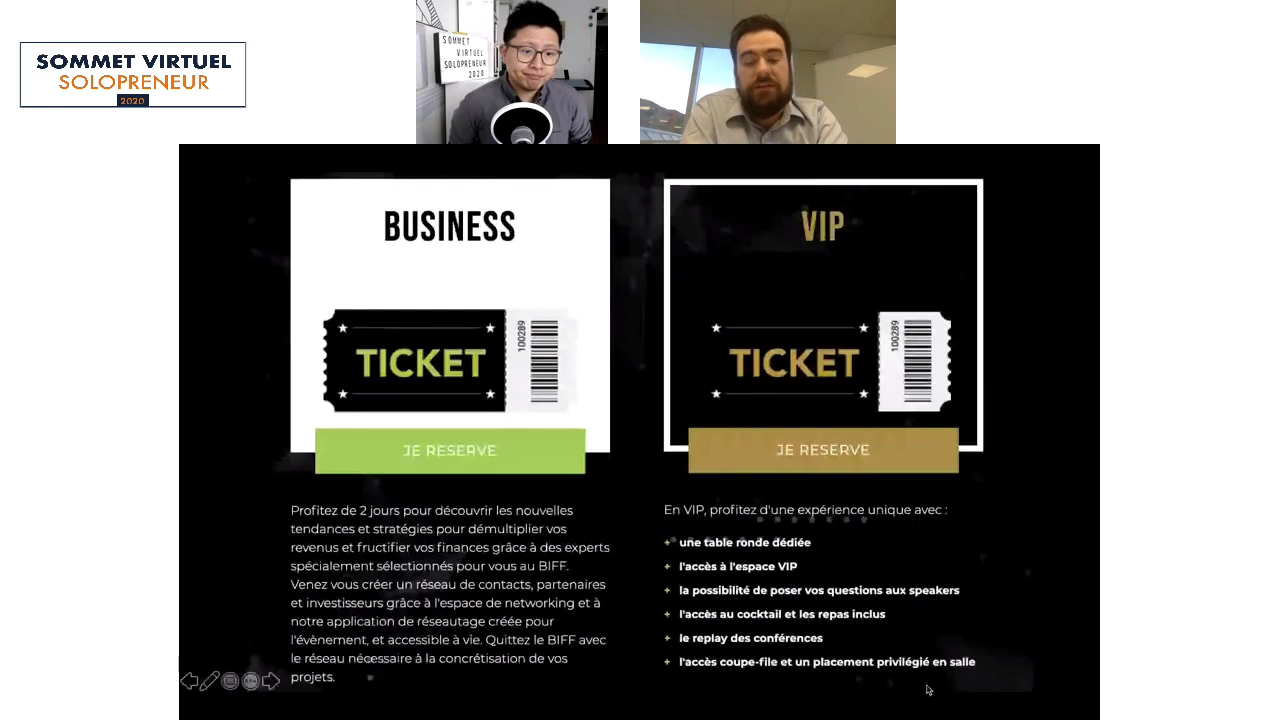 SOMMET VIRTUEL
SOLOPRENEUR
2020
SOMMET
VIRTUEL
SOLOPRENEUR
2020
BUSINESS
TICKET
100289
JE RESERVE
Profitez de 2 jours pour découvrir les nouvelles
tendances et stratégies pour démultiplier vos
revenus et fructifier vos finances grâce à des experts
spécialement sélectionnés pour vous au BIFF.
Venez vous créer un réseau de contacts, partenaires
et investisseurs grâce à l'espace de networking et à
notre application de réseautage créée pour
l'évènement, et accessible à vie. Quittez le BIFF avec
le réseau nécessaire à la concrétisation de vos
projets.
VIP
TICKET
100289
JE RESERVE
En VIP, profitez d'une expérience unique avec :
+ une table ronde dédiée
+ l'accès à l'espace VIP
+ la possibilité de poser vos questions aux speakers
+ l'accès au cocktail et les repas inclus
+ le replay des conférences
+ l'accès coupe-file et un placement privilégié en salle